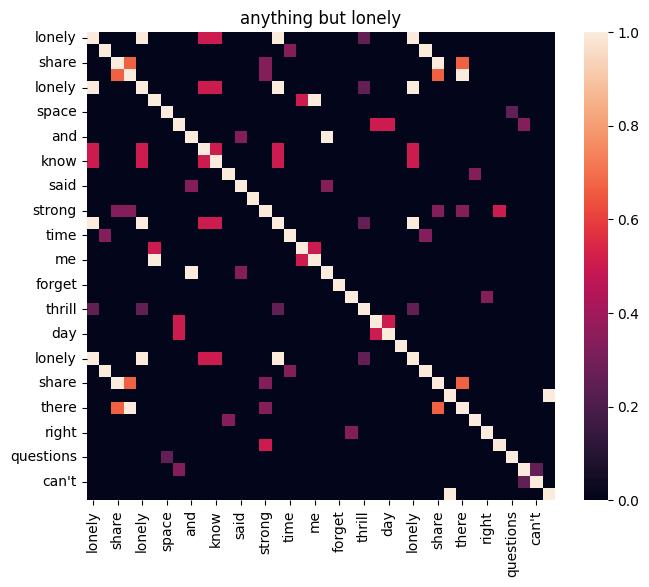 anything but lonely
lonely
share
lonely
space
and
know
said
strong
time
me
forget
thrill
day
lonely
share
there
right
questions
can't
1.0
0.8
0.6
0.4
0.2
0.0
lonely
share
lonely
space
and
know
said
strong
time
me
forget
thrill
day
lonely
share
there
right
questions
can't